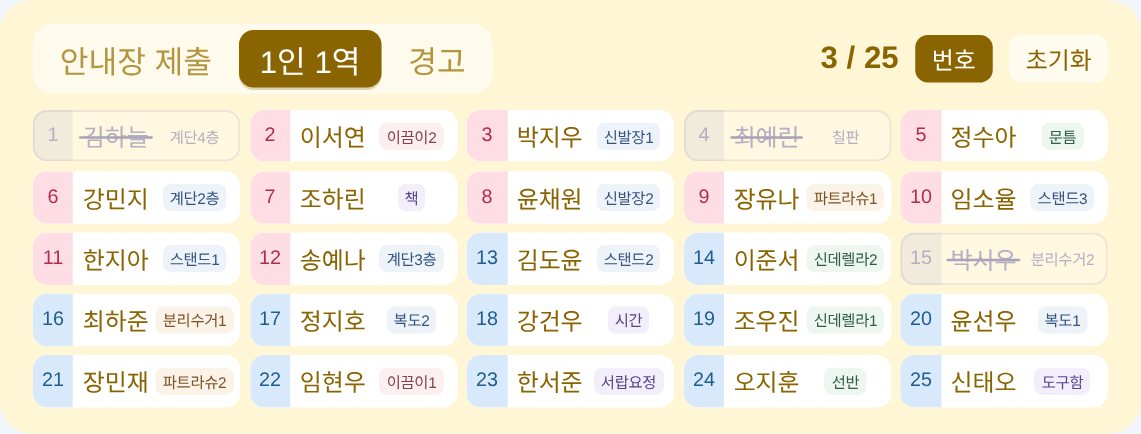 안내장 제출 1인 1역 경고 3 / 25 번호 초기화
1 김하늘 계단4층 2 이서연 이끔이2 3 박지우 신발장1 4 최예린 칠판 5 정수아 문틈
6 강민지 계단2층 7 조하린 책 8 윤채원 신발장2 9 장유나 파트라슈1 10 임소율 스탠드3
11 한지아 스탠드1 12 송예나 계단3층 13 김도윤 스탠드2 14 이준서 신데렐라2 15 박시우 분리수거2
16 최하준 분리수거1 17 정지호 복도2 18 강건우 시간 19 조우진 신데렐라1 20 윤선우 복도1
21 장민재 파트라슈2 22 임현우 이끔이1 23 한서준 서랍요정 24 오지훈 선반 25 신태오 도구함